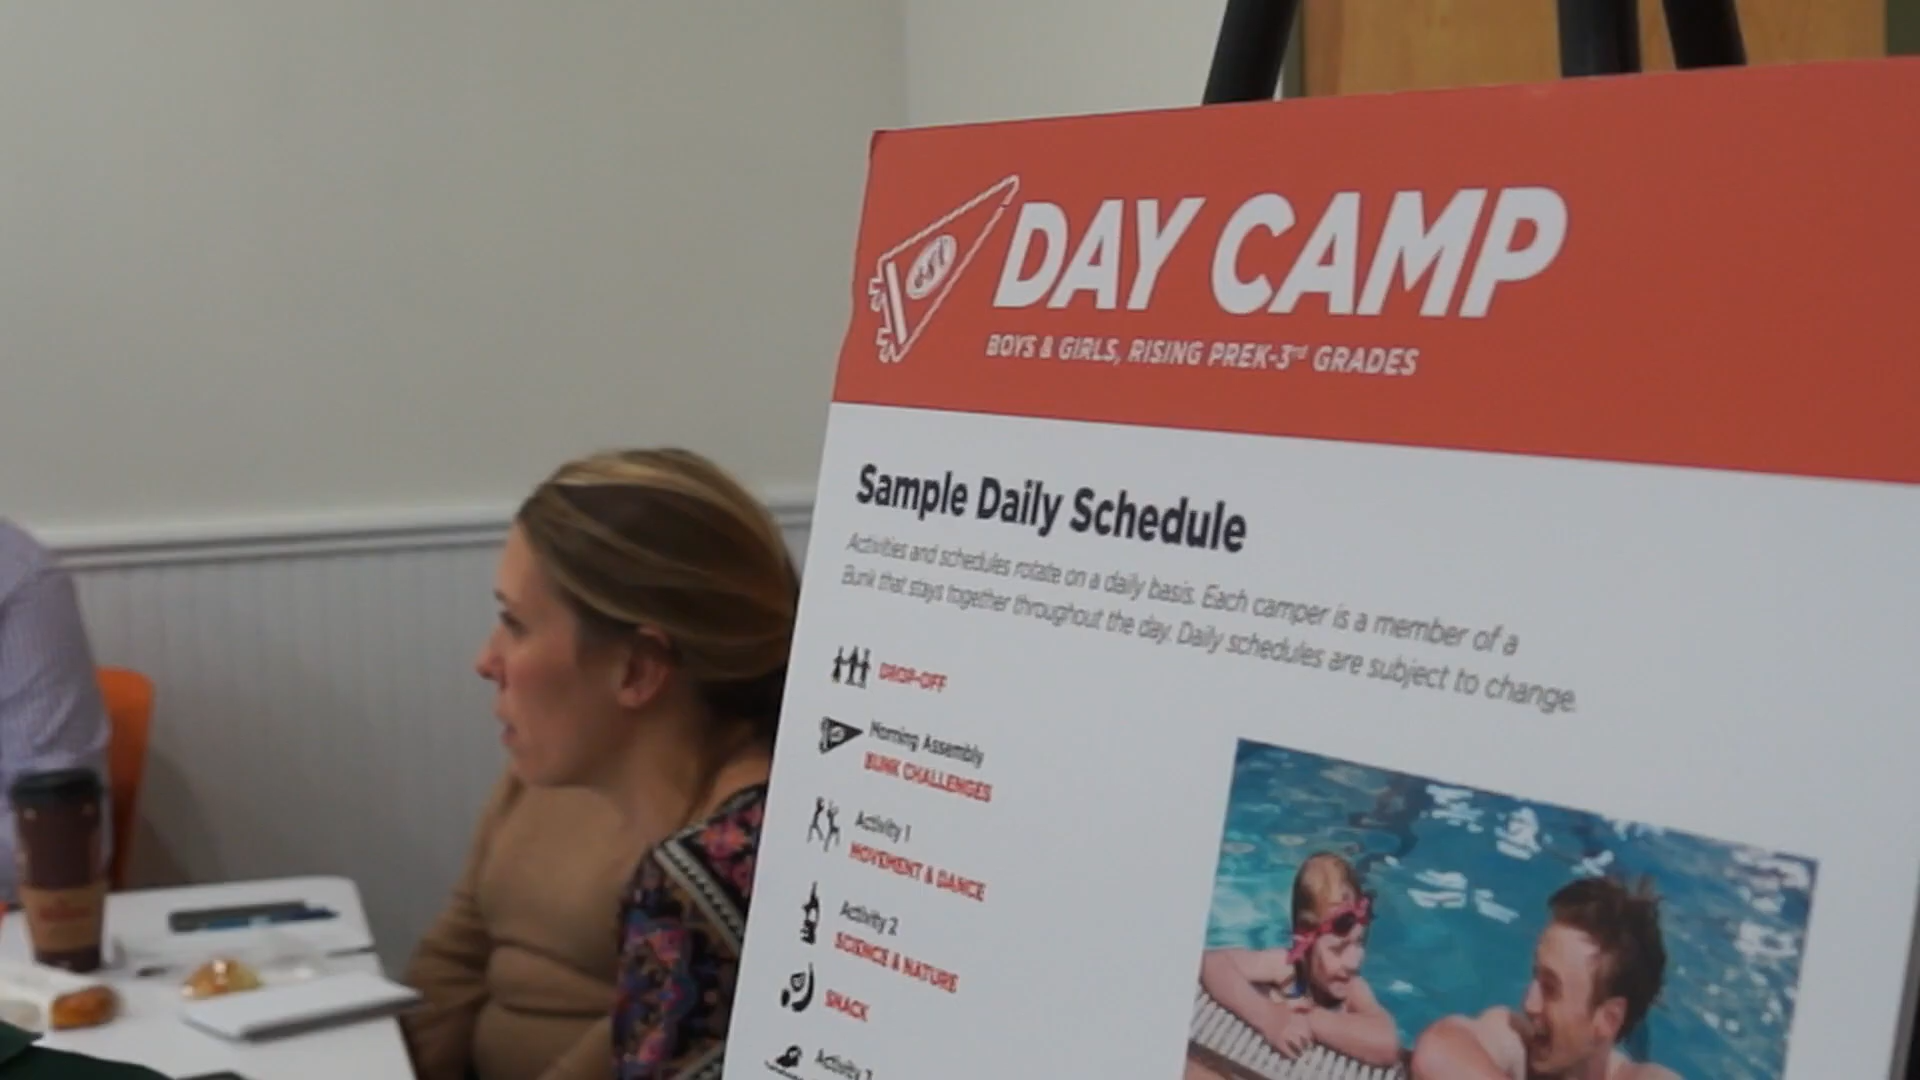 DAY CAMP
BOYS & GIRLS, RISING PREK-3rd GRADES
Sample Daily Schedule
Activities and schedules rotate on a daily basis. Each camper is a member of a
Bunk that stays together throughout the day. Daily schedules are subject to change.
DROP-OFF
Morning Assembly
BUNK CHALLENGES
Activity 1
MOVEMENT & DANCE
Activity 2
SCIENCE & NATURE
SNACK
Activity